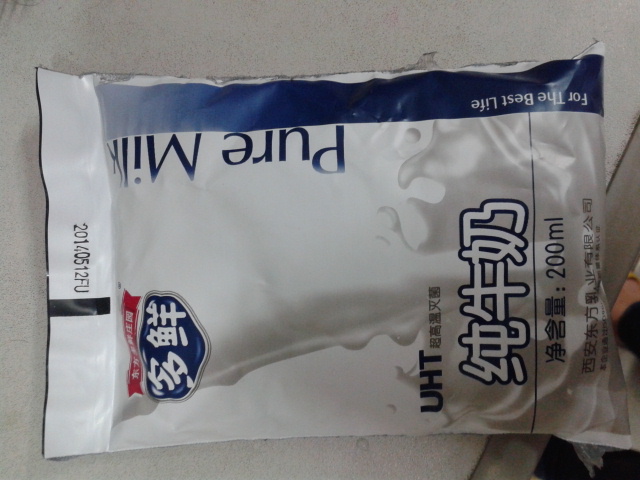 For The Best Life
Pure Milk
20140512FU
多鲜
UHT 超高温灭菌
纯牛奶
净含量：200ml
西安东方乳业有限公司